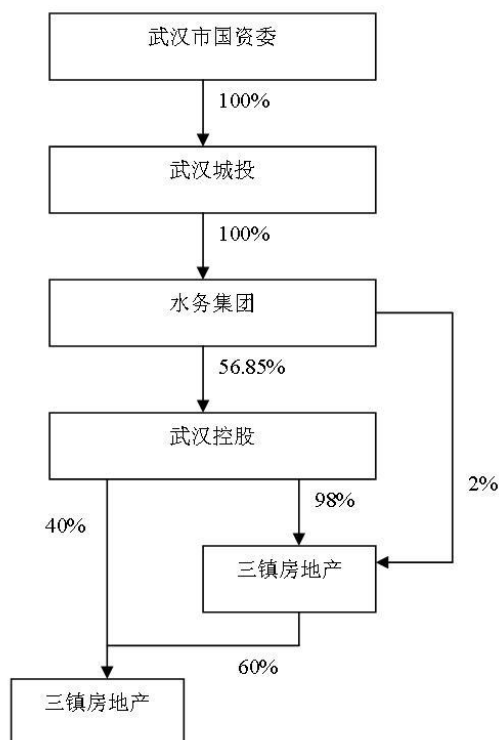 武汉市国资委
100%
武汉城投
100%
水务集团
56.85%
武汉控股
2%
98%
40%
三镇房地产
60%
三镇房地产